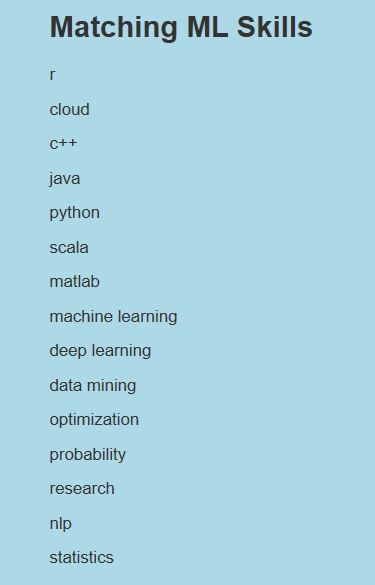 Matching ML Skills
r
cloud
c++
java
python
scala
matlab
machine learning
deep learning
data mining
optimization
probability
research
nlp
statistics